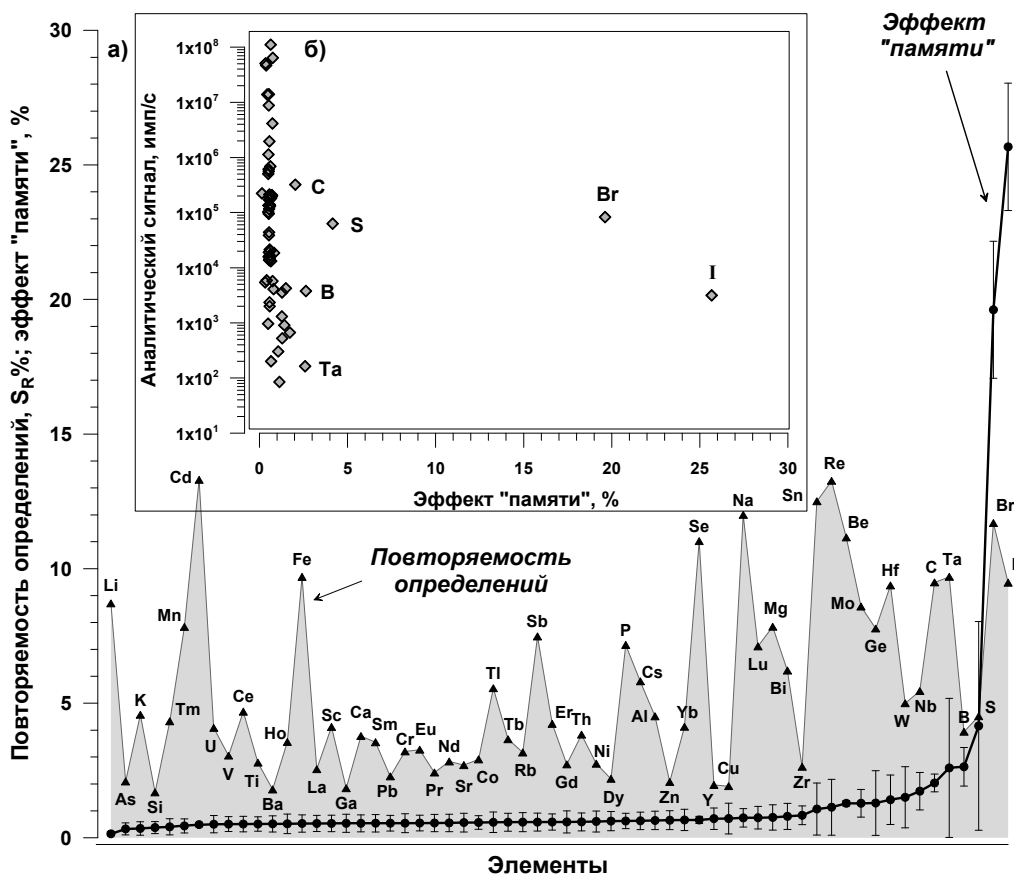 30
25
20
15
10
5
0
Повторяемость определений, S_R%; эффект "памяти", %
а)
б)
Эффект
"памяти"
1x10⁸
1x10⁷
1x10⁶
1x10⁵
1x10⁴
1x10³
1x10²
1x10¹
Аналитический сигнал, имп/с
C
S
B
Ta
Br
I
0 5 10 15 20 25 30
Эффект "памяти", %
Повторяемость
определений
Li
As
K
Si
Tm
Mn
Cd
U
V
Ce
Ti
Ba
Ho
Fe
La
Sc
Ga
Ca
Sm
Pb
Cr
Eu
Pr
Nd
Sr
Co
Tl
Tb
Rb
Sb
Er
Gd
Th
Ni
Dy
P
Cs
Al
Zn
Yb
Se
Y
Cu
Na
Lu
Mg
Bi
Zr
Sn
Re
Be
Mo
Ge
Hf
W
Nb
C
Ta
B
S
Br
I
Элементы